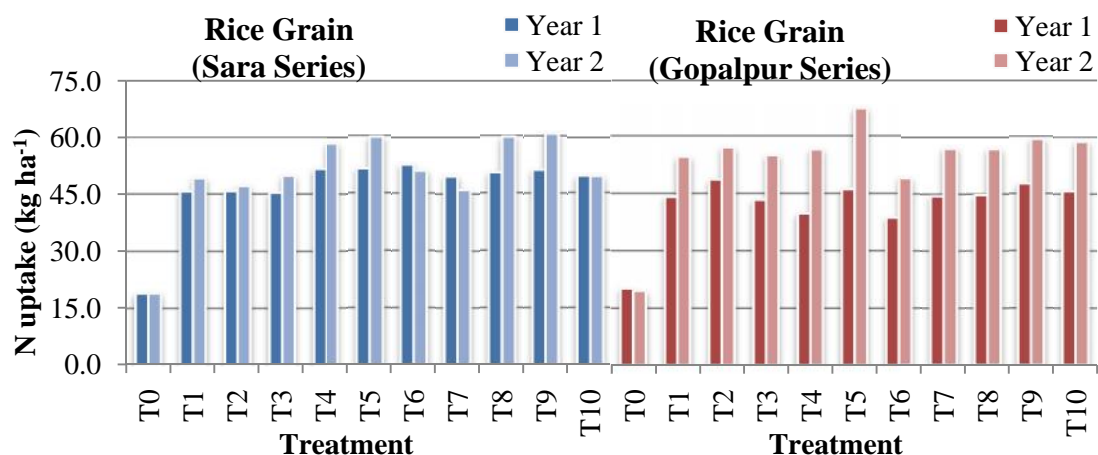 Rice Grain
(Sara Series)
Year 1
Year 2
Rice Grain
(Gopalpur Series)
Year 1
Year 2
N uptake (kg ha-1)
75.0
60.0
45.0
30.0
15.0
0.0
T0 T1 T2 T3 T4 T5 T6 T7 T8 T9 T10
T0 T1 T2 T3 T4 T5 T6 T7 T8 T9 T10
Treatment
Treatment